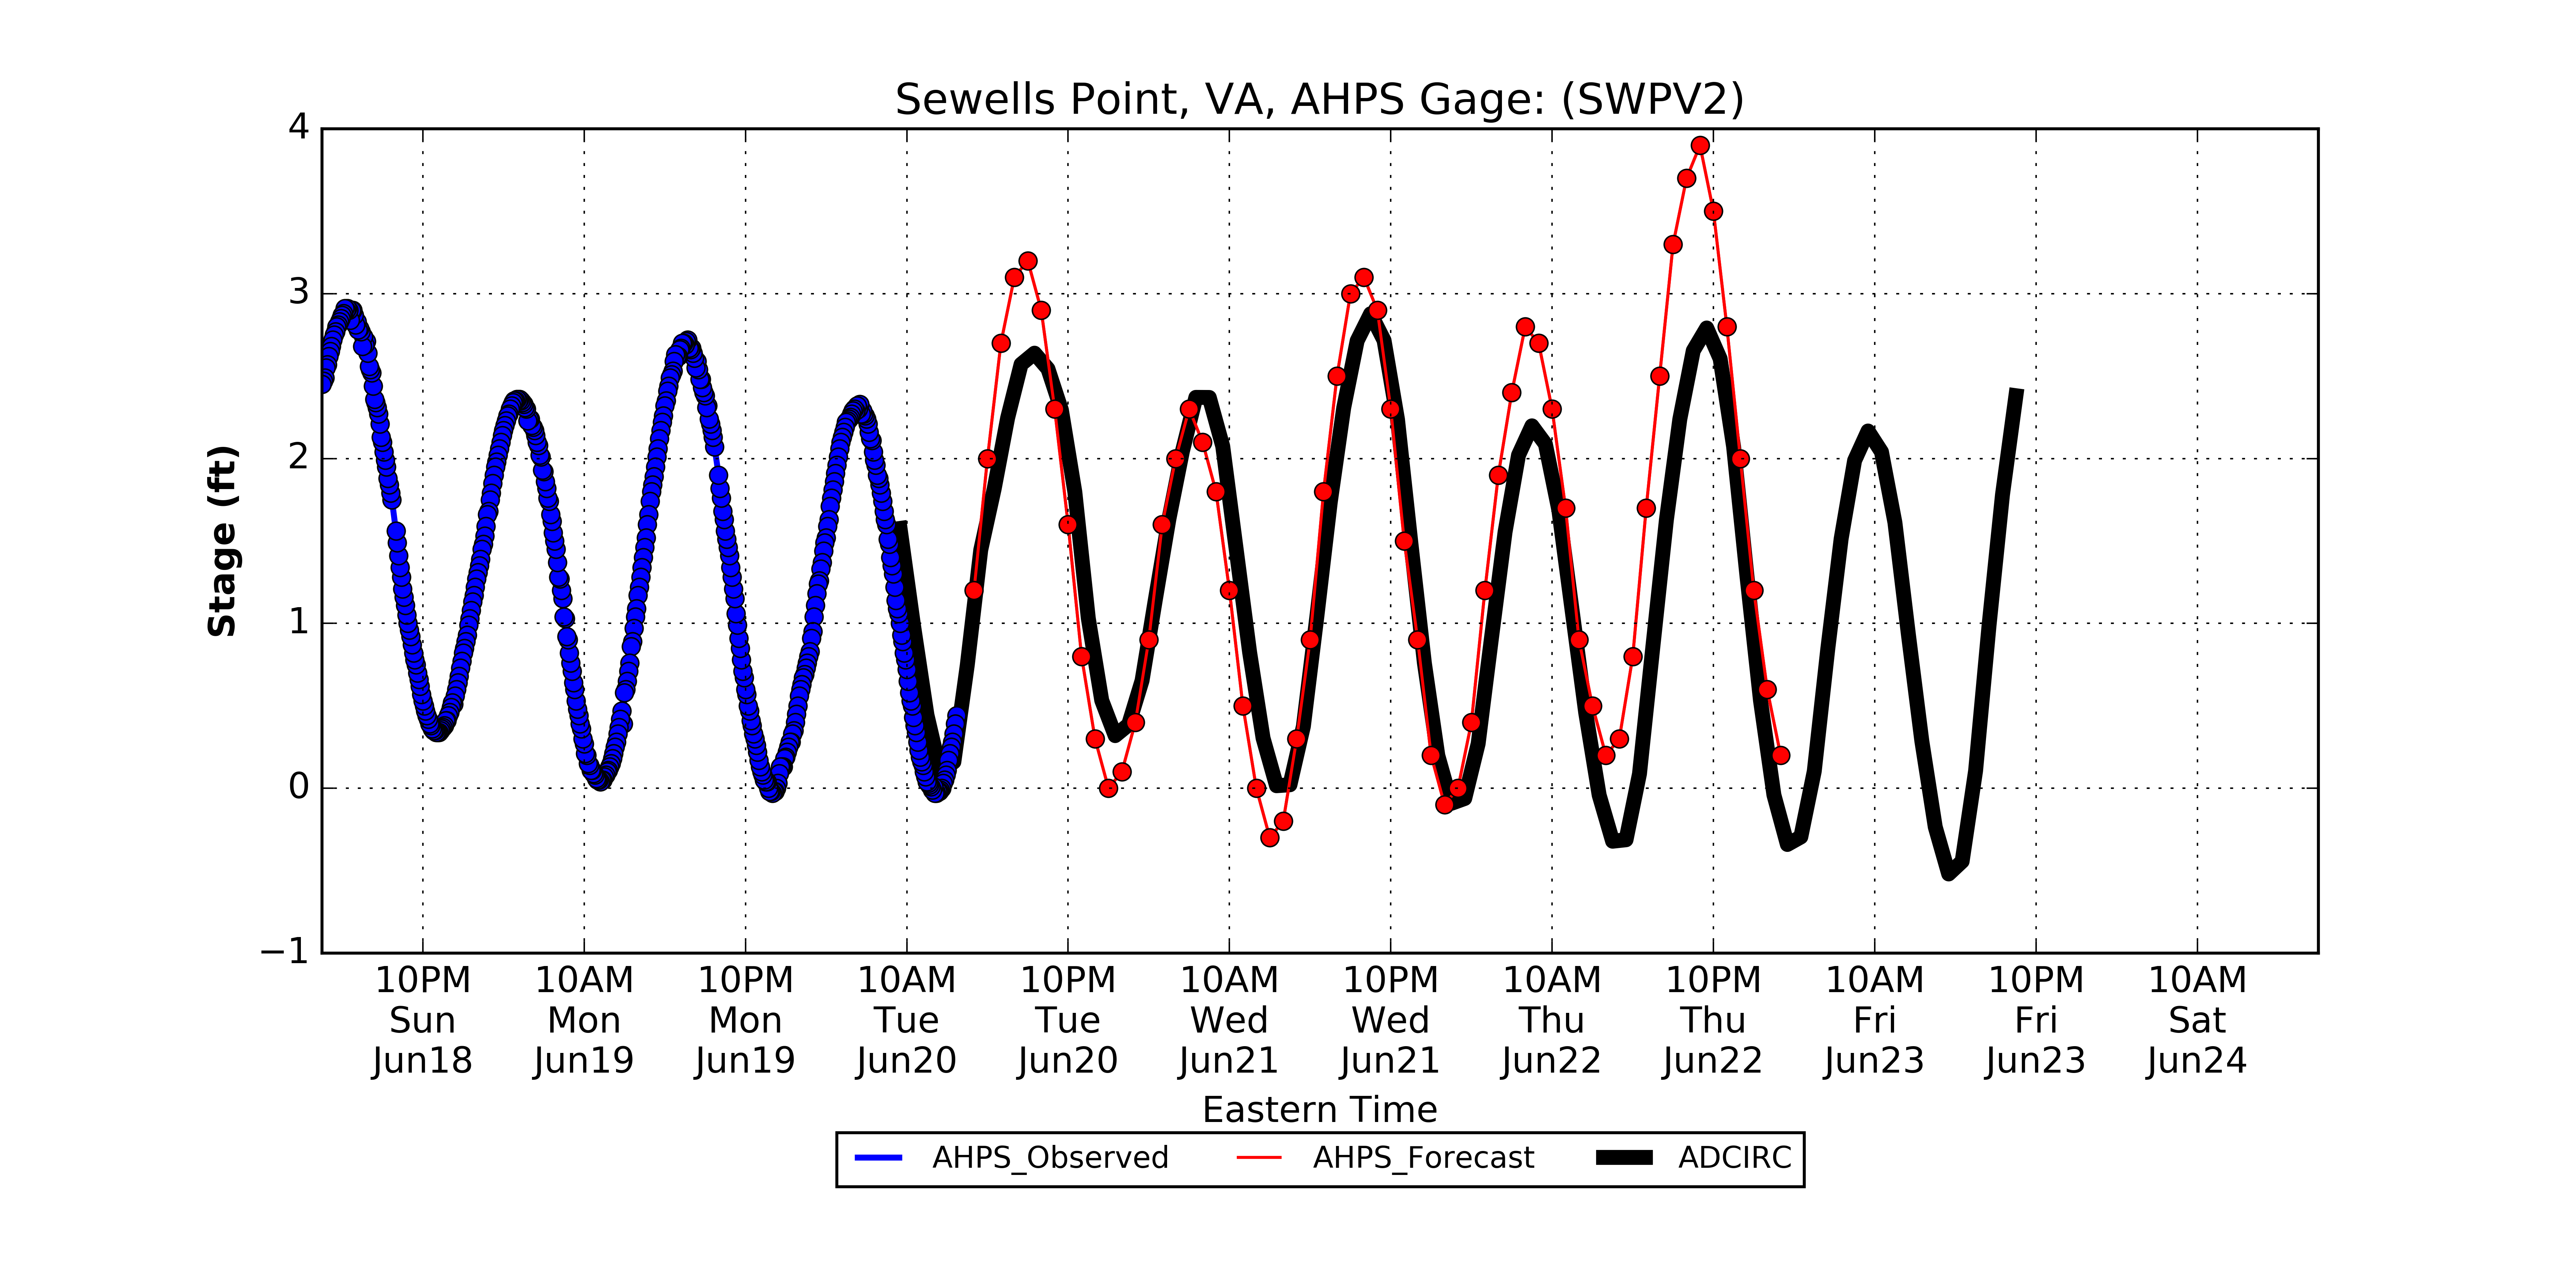 Sewells Point, VA, AHPS Gage: (SWPV2)
4
3
2
1
0
−1
Stage (ft)
10PM 10AM 10PM 10AM 10PM 10AM 10PM 10AM 10PM 10AM 10PM 10AM
Sun Mon Mon Tue Tue Wed Wed Thu Thu Fri Fri Sat
Jun18 Jun19 Jun19 Jun20 Jun20 Jun21 Jun21 Jun22 Jun22 Jun23 Jun23 Jun24
Eastern Time
AHPS_Observed AHPS_Forecast ADCIRC